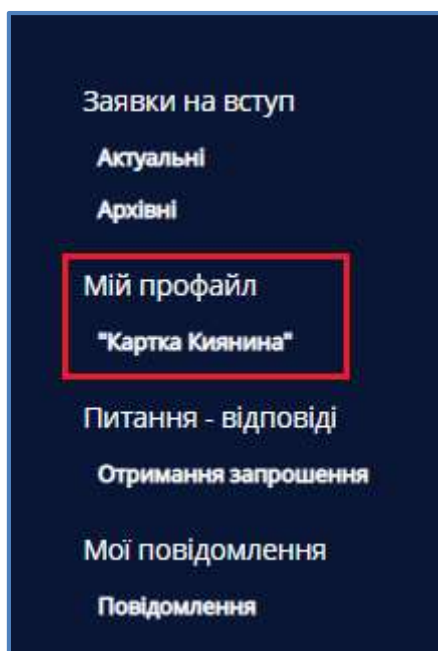 Заявки на вступ
Актуальні
Архівні
Мій профайл
"Картка Киянина"
Питання - відповіді
Отримання запрошення
Мої повідомлення
Повідомлення